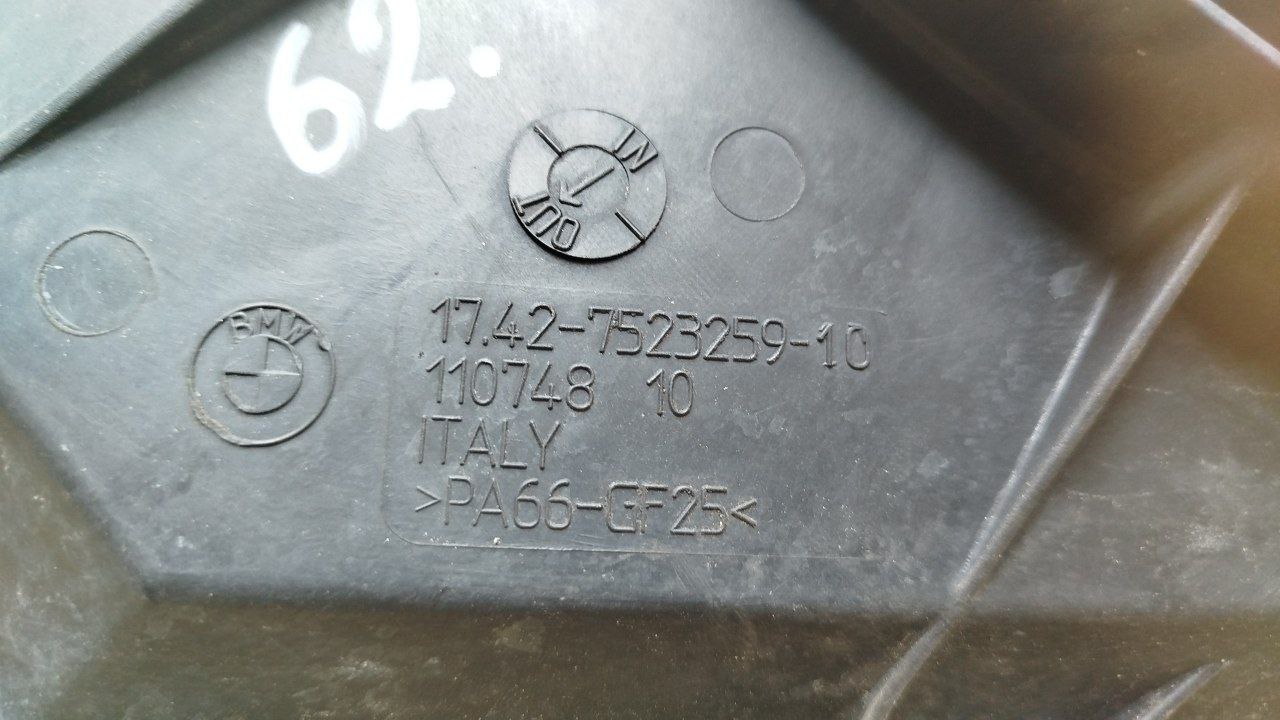 62.
IN
OUT
BMW
17.42-7523259-10
110748 10
ITALY
>PA66-GF25<